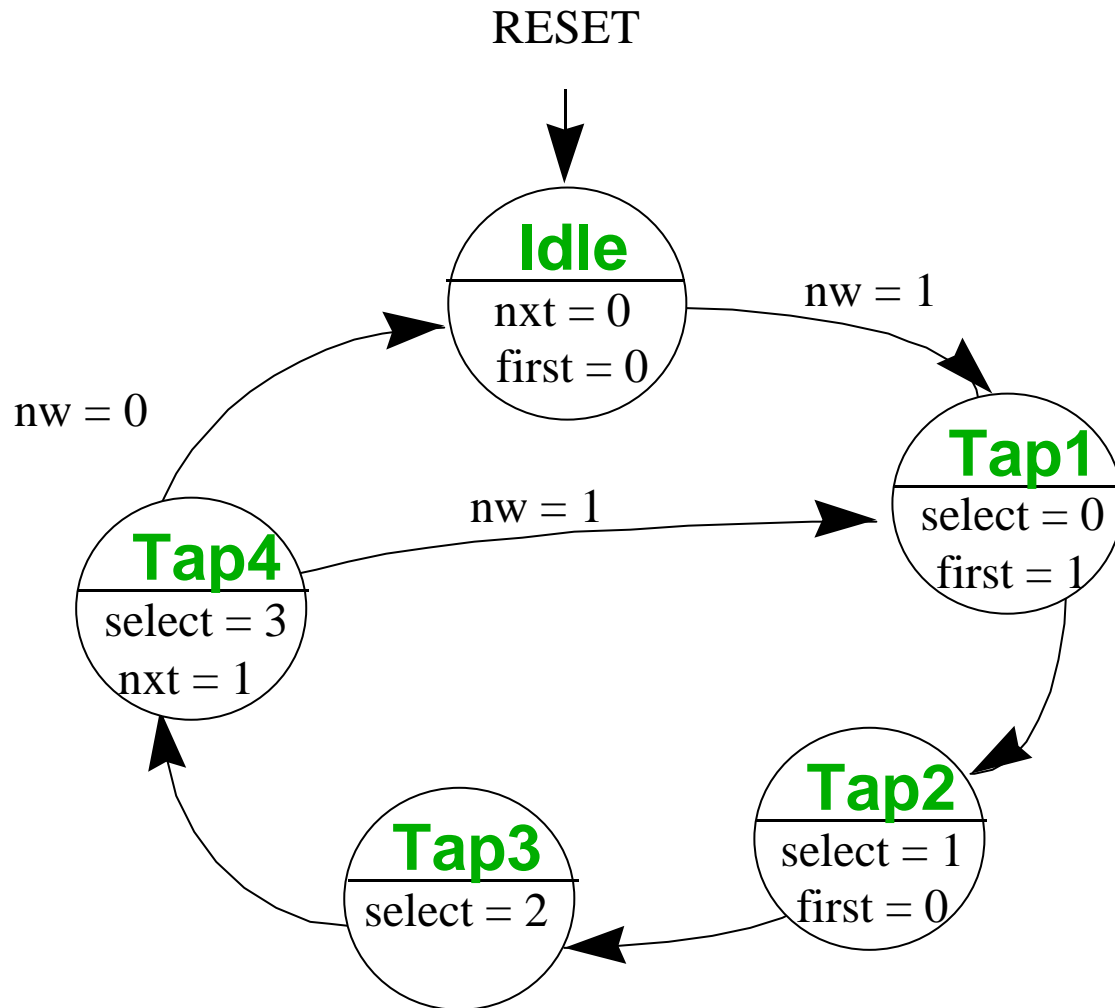 RESET
Idle
nxt = 0
first = 0
nw = 1
nw = 0
Tap1
select = 0
first = 1
nw = 1
Tap4
select = 3
nxt = 1
Tap2
select = 1
first = 0
Tap3
select = 2